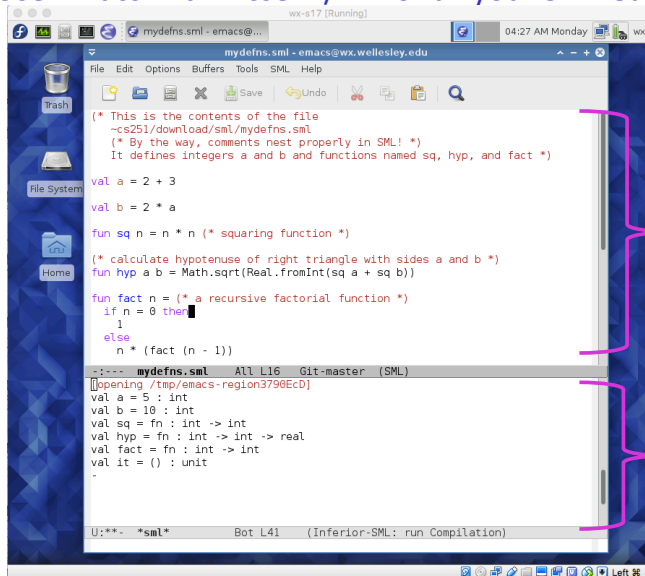 wx-s17 [Running]
mydefns.sml - emacs@...
04:27 AM Monday
wx
mydefns.sml - emacs@wx.wellesley.edu
File Edit Options Buffers Tools SML Help
Save Undo
Trash
File System
Home
(* This is the contents of the file
~cs251/download/sml/mydefns.sml
(* By the way, comments nest properly in SML! *)
It defines integers a and b and functions named sq, hyp, and fact *)
val a = 2 + 3
val b = 2 * a
fun sq n = n * n (* squaring function *)
(* calculate hypotenuse of right triangle with sides a and b *)
fun hyp a b = Math.sqrt(Real.fromInt(sq a + sq b))
fun fact n = (* a recursive factorial function *)
if n = 0 then
1
else
n * (fact (n - 1))
-:--- mydefns.sml All L16 Git-master (SML)
[opening /tmp/emacs-region3790EcD]
val a = 5 : int
val b = 10 : int
val sq = fn : int -> int
val hyp = fn : int -> int -> real
val fact = fn : int -> int
val it = () : unit
-
U:**- *sml* Bot L41 (Inferior-SML: run Compilation)
Left ⌘